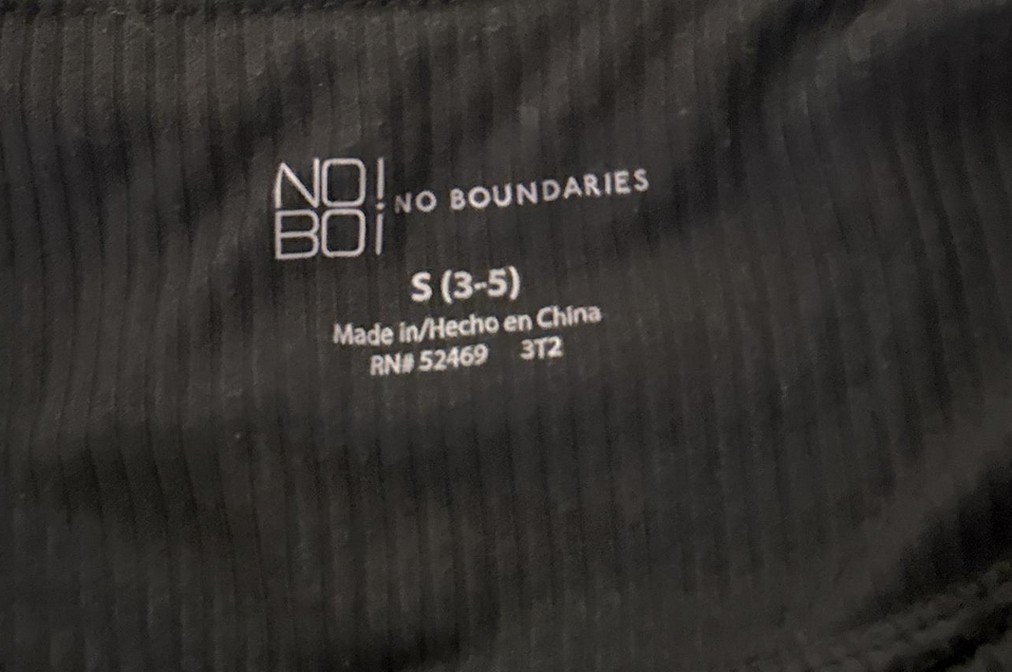 NO!
BO!
NO BOUNDARIES
S (3-5)
Made in/Hecho en China
RN# 52469 3T2